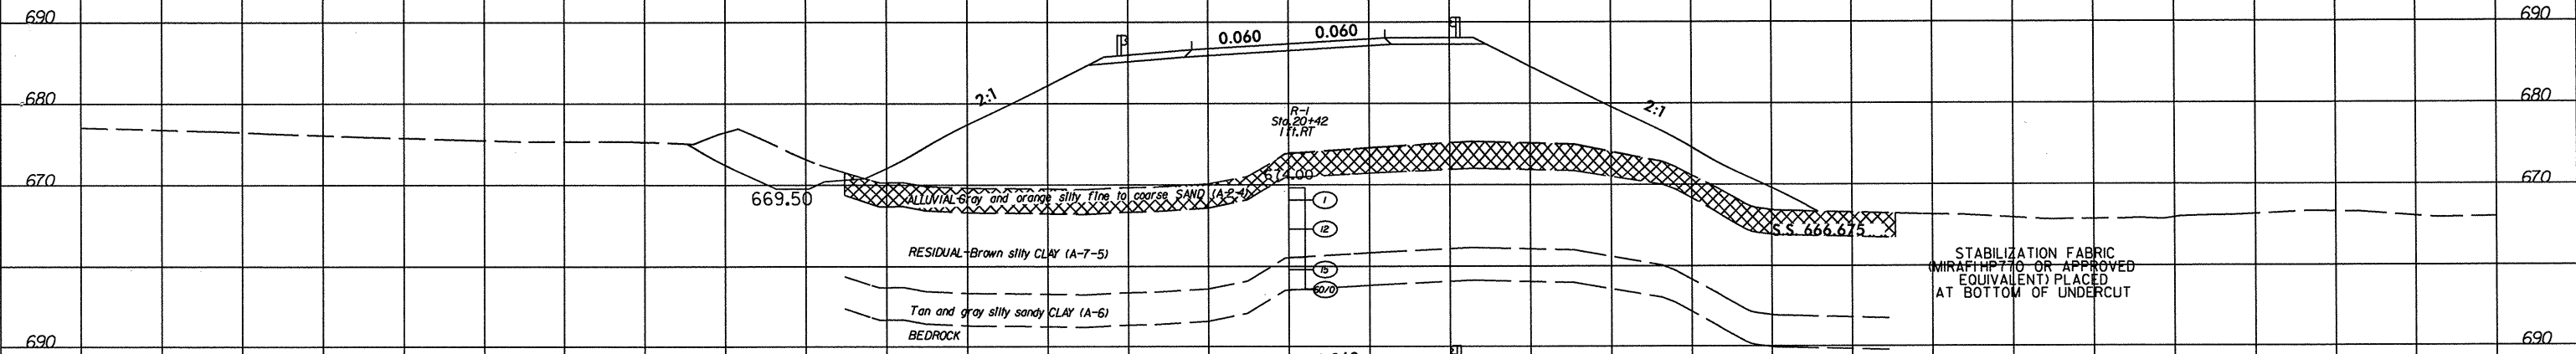 690
690
0.060
0.060
680
2:1
2:1
680
R-1
Sta.20+42
1 ft.RT
670
669.50
674.00
670
ALLUVIAL-Gray and orange silty fine to coarse SAND (A-2-4)
1
12
S.S. 666.675
RESIDUAL-Brown silty CLAY (A-7-5)
15
60/0
STABILIZATION FABRIC
(MIRAFI HP770 OR APPROVED
EQUIVALENT) PLACED
AT BOTTOM OF UNDERCUT
Tan and gray silty sandy CLAY (A-6)
BEDROCK
690
690